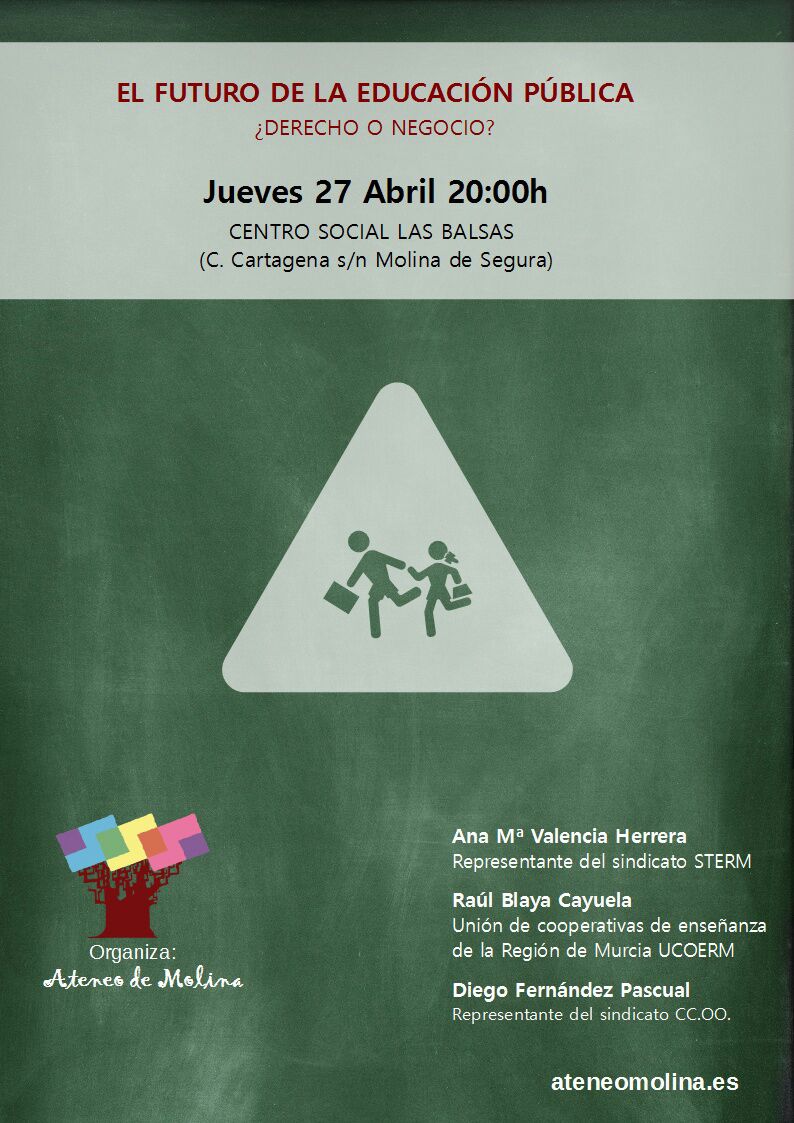 EL FUTURO DE LA EDUCACIÓN PÚBLICA
¿DERECHO O NEGOCIO?
Jueves 27 Abril 20:00h
CENTRO SOCIAL LAS BALSAS
(C. Cartagena s/n Molina de Segura)
Organiza:
Ateneo de Molina
Ana Mª Valencia Herrera
Representante del sindicato STERM
Raúl Blaya Cayuela
Unión de cooperativas de enseñanza
de la Región de Murcia UCOERM
Diego Fernández Pascual
Representante del sindicato CC.OO.
ateneomolina.es